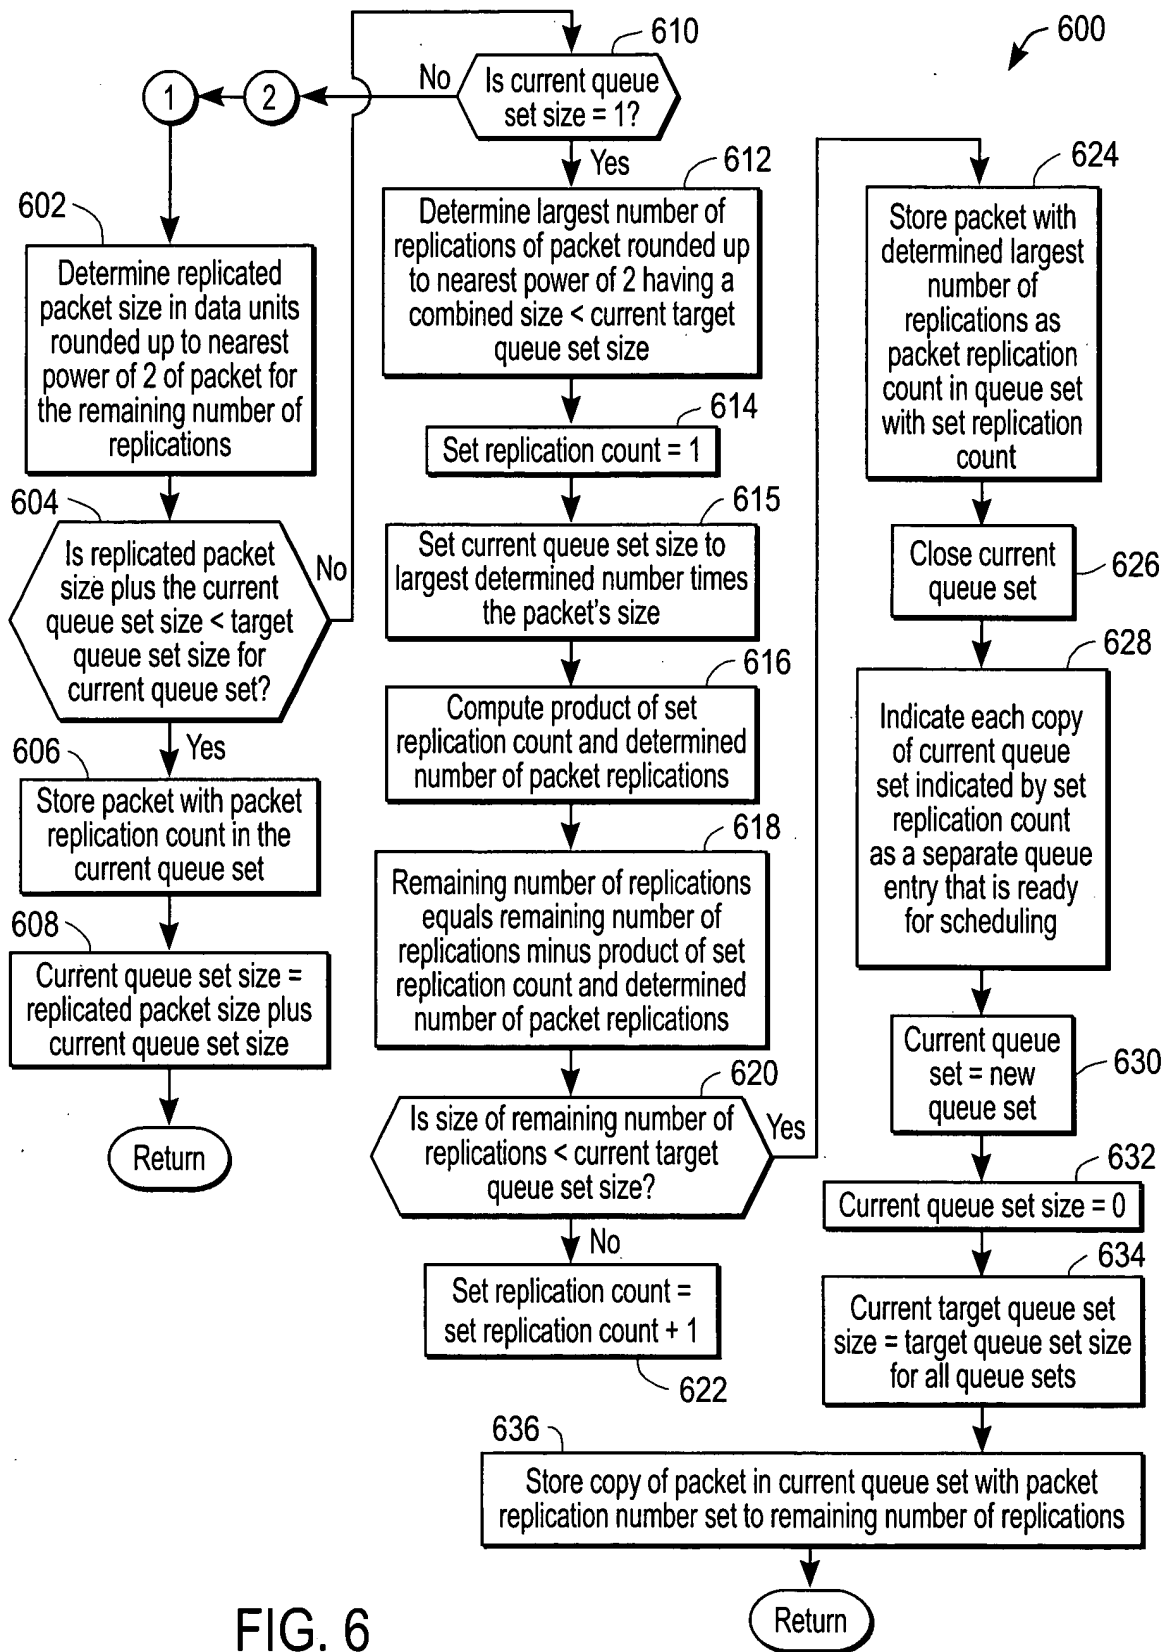 600
610
Is current queue
set size = 1?
No
Yes
1
2
602
Determine replicated
packet size in data units
rounded up to nearest
power of 2 of packet for
the remaining number of
replications
604
Is replicated packet
size plus the current
queue set size < target
queue set size for
current queue set?
No
Yes
606
Store packet with packet
replication count in the
current queue set
608
Current queue set size =
replicated packet size plus
current queue set size
Return
612
Determine largest number of
replications of packet rounded up
to nearest power of 2 having a
combined size < current target
queue set size
614
Set replication count = 1
615
Set current queue set size to
largest determined number times
the packet's size
616
Compute product of set
replication count and determined
number of packet replications
618
Remaining number of replications
equals remaining number of
replications minus product of set
replication count and determined
number of packet replications
620
Is size of remaining number of
replications < current target
queue set size?
Yes
No
Set replication count =
set replication count + 1
622
624
Store packet with
determined largest
number of
replications as
packet replication
count in queue set
with set replication
count
Close current
queue set
626
628
Indicate each copy
of current queue
set indicated by set
replication count
as a separate queue
entry that is ready
for scheduling
Current queue
set = new
queue set
630
632
Current queue set size = 0
634
Current target queue set
size = target queue set size
for all queue sets
636
Store copy of packet in current queue set with packet
replication number set to remaining number of replications
Return
FIG. 6